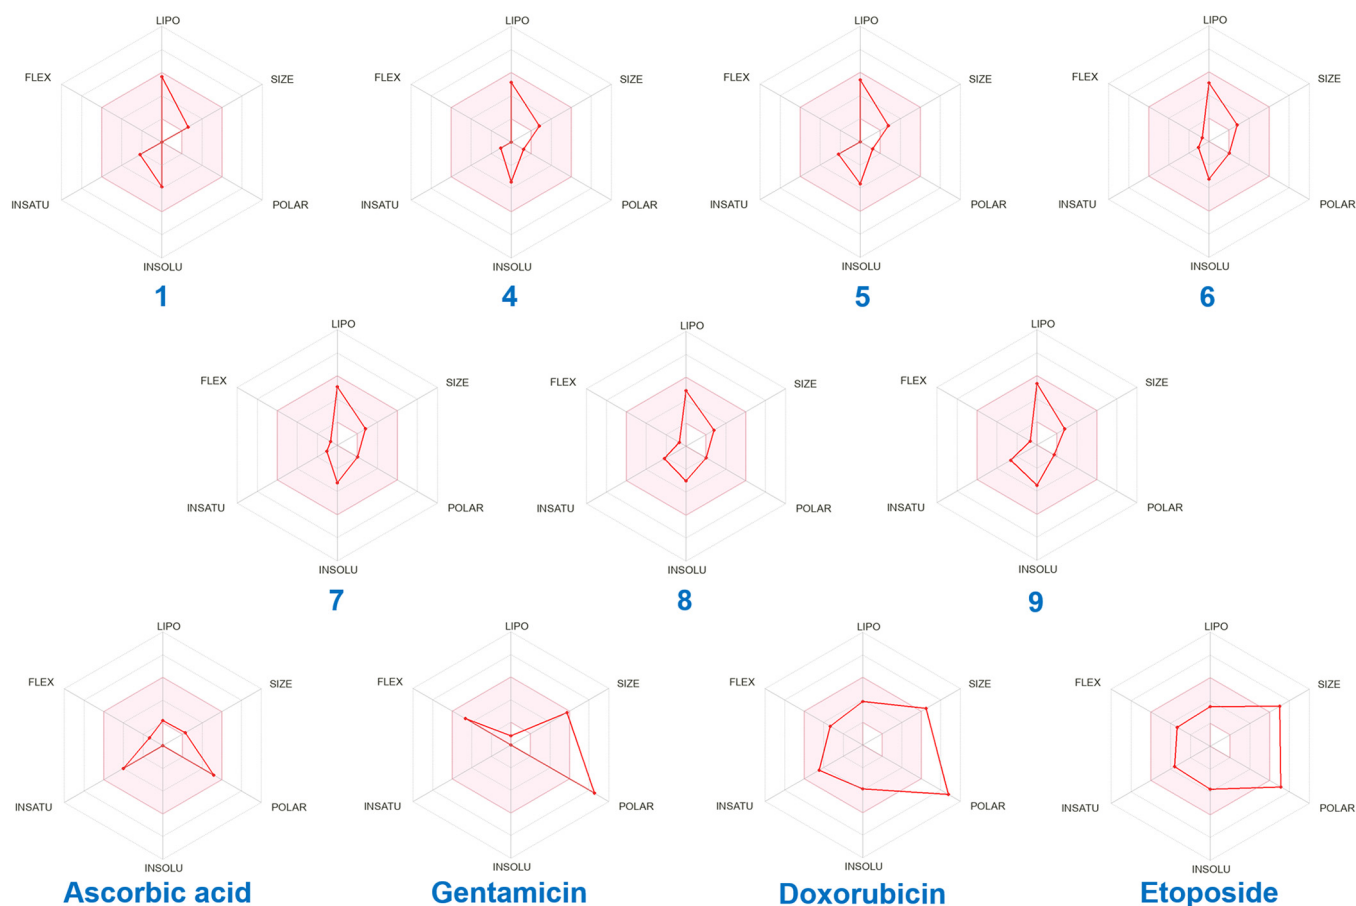 LIPO LIPO LIPO LIPO
FLEX SIZE FLEX SIZE FLEX SIZE FLEX SIZE
INSATU POLAR INSATU POLAR INSATU POLAR INSATU POLAR
INSOLU INSOLU INSOLU INSOLU
1 4 5 6
LIPO LIPO LIPO
FLEX SIZE FLEX SIZE FLEX SIZE
INSATU POLAR INSATU POLAR INSATU POLAR
INSOLU INSOLU INSOLU
7 8 9
LIPO LIPO LIPO LIPO
FLEX SIZE FLEX SIZE FLEX SIZE FLEX SIZE
INSATU POLAR INSATU POLAR INSATU POLAR INSATU POLAR
INSOLU INSOLU INSOLU INSOLU
Ascorbic acid Gentamicin Doxorubicin Etoposide